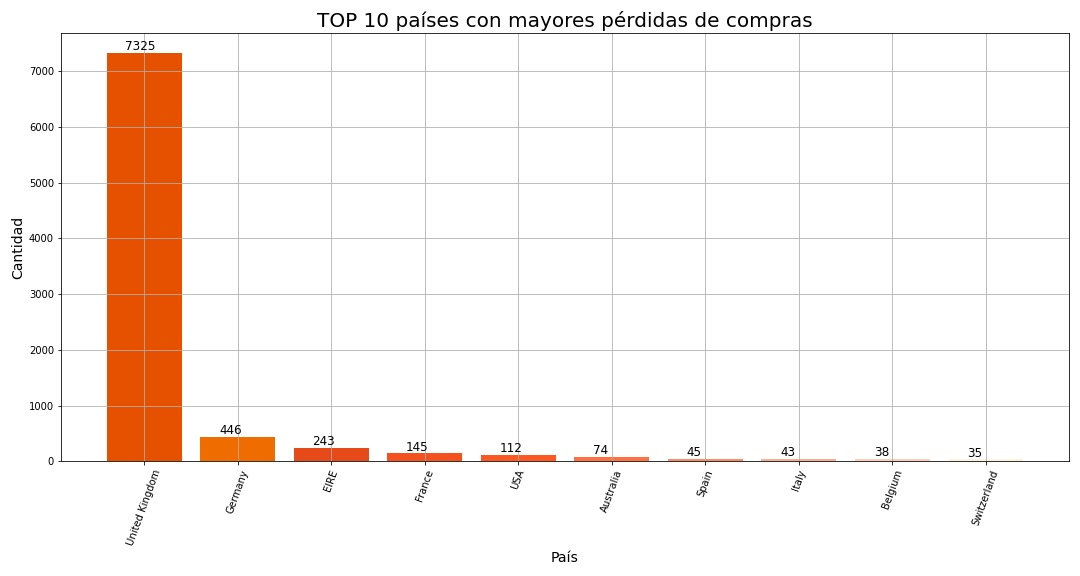 TOP 10 países con mayores pérdidas de compras
7325
7000
6000
5000
4000
3000
2000
1000
0
Cantidad
446
243
145
112
74
45
43
38
35
United Kingdom
Germany
EIRE
France
USA
Australia
Spain
Italy
Belgium
Switzerland
País